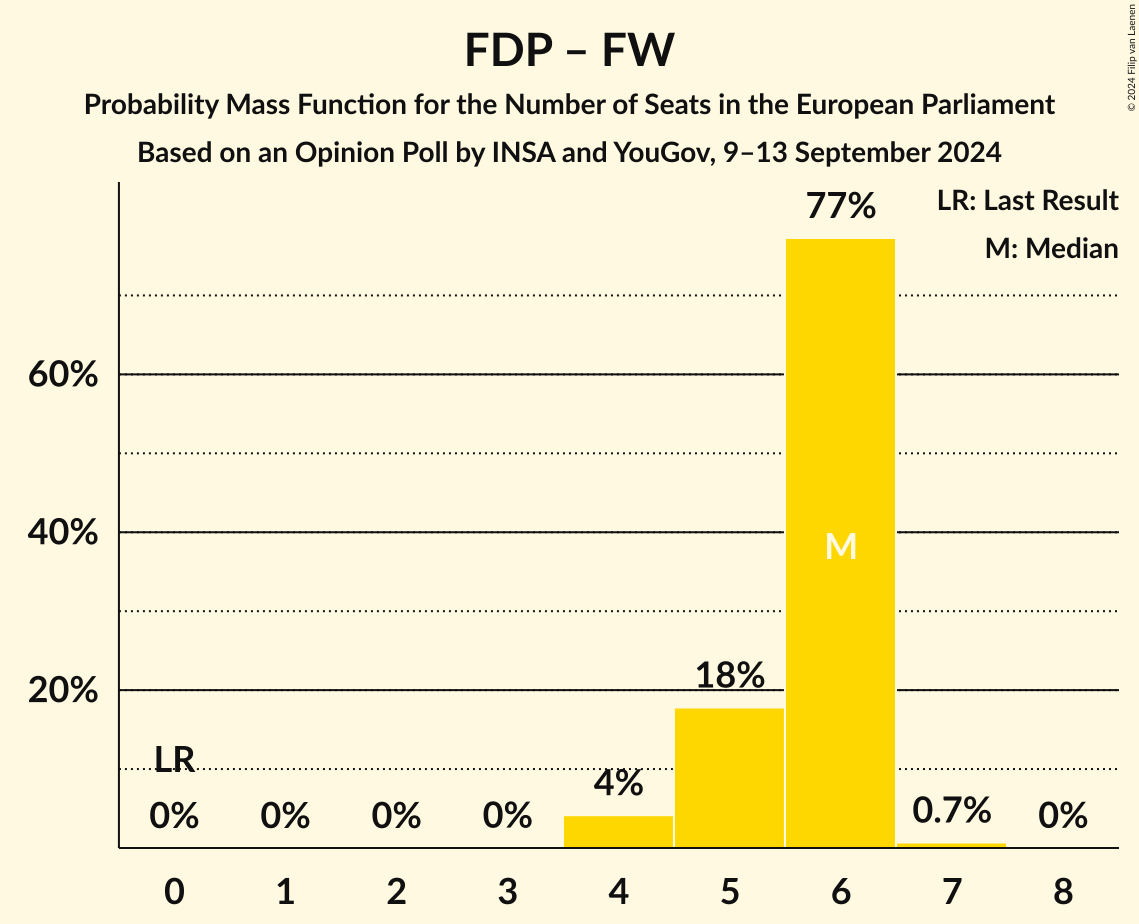 FDP – FW
Probability Mass Function for the Number of Seats in the European Parliament
Based on an Opinion Poll by INSA and YouGov, 9–13 September 2024
© 2024 Filip van Laenen
LR: Last Result
M: Median
77%
60%
40%
M
20%
18%
LR
4%
0%
0%
0%
0%
0.7%
0%
0
1
2
3
4
5
6
7
8